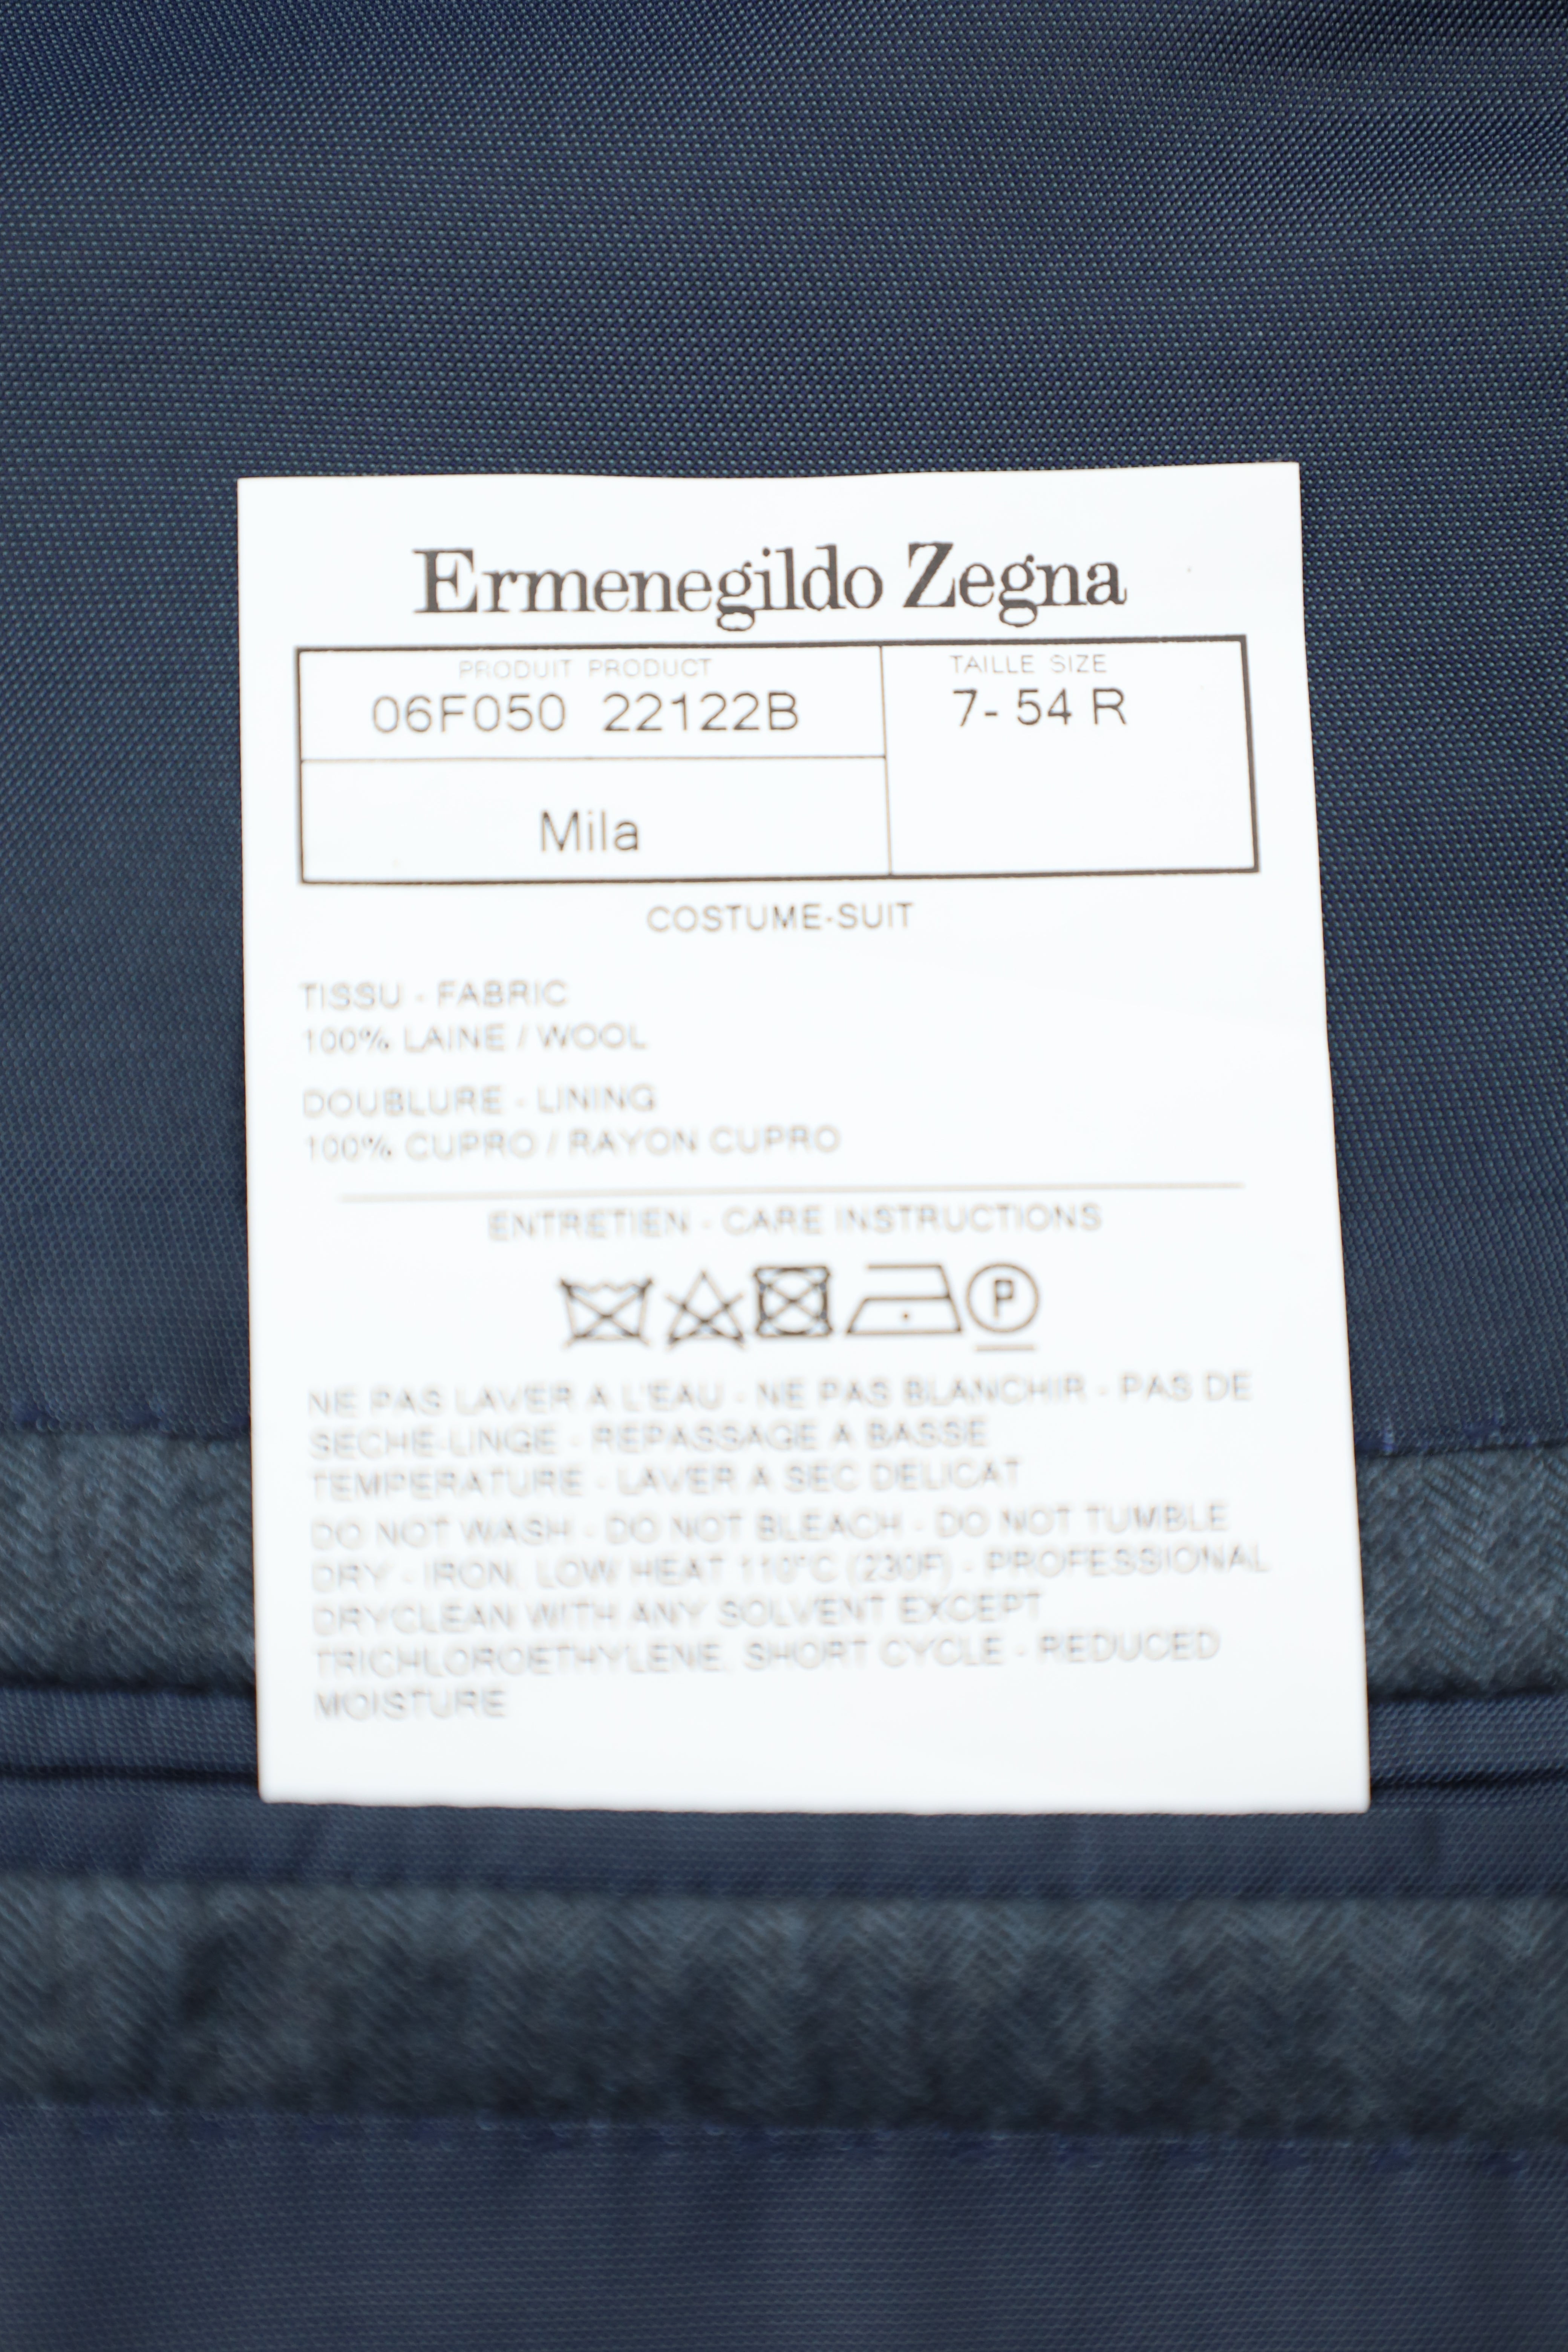 Ermenegildo Zegna
PRODUIT PRODUCT
06F050 22122B
TAILLE SIZE
7- 54 R
Mila
COSTUME-SUIT
TISSU - FABRIC
100% LAINE / WOOL
DOUBLURE - LINING
100% CUPRO / RAYON CUPRO
ENTRETIEN - CARE INSTRUCTIONS
P
NE PAS LAVER A L'EAU - NE PAS BLANCHIR - PAS DE
SECHE-LINGE - REPASSAGE A BASSE
TEMPERATURE - LAVER A SEC DELICAT
DO NOT WASH - DO NOT BLEACH - DO NOT TUMBLE
DRY - IRON, LOW HEAT 110°C (230F) - PROFESSIONAL
DRYCLEAN WITH ANY SOLVENT EXCEPT
TRICHLOROETHYLENE, SHORT CYCLE - REDUCED
MOISTURE